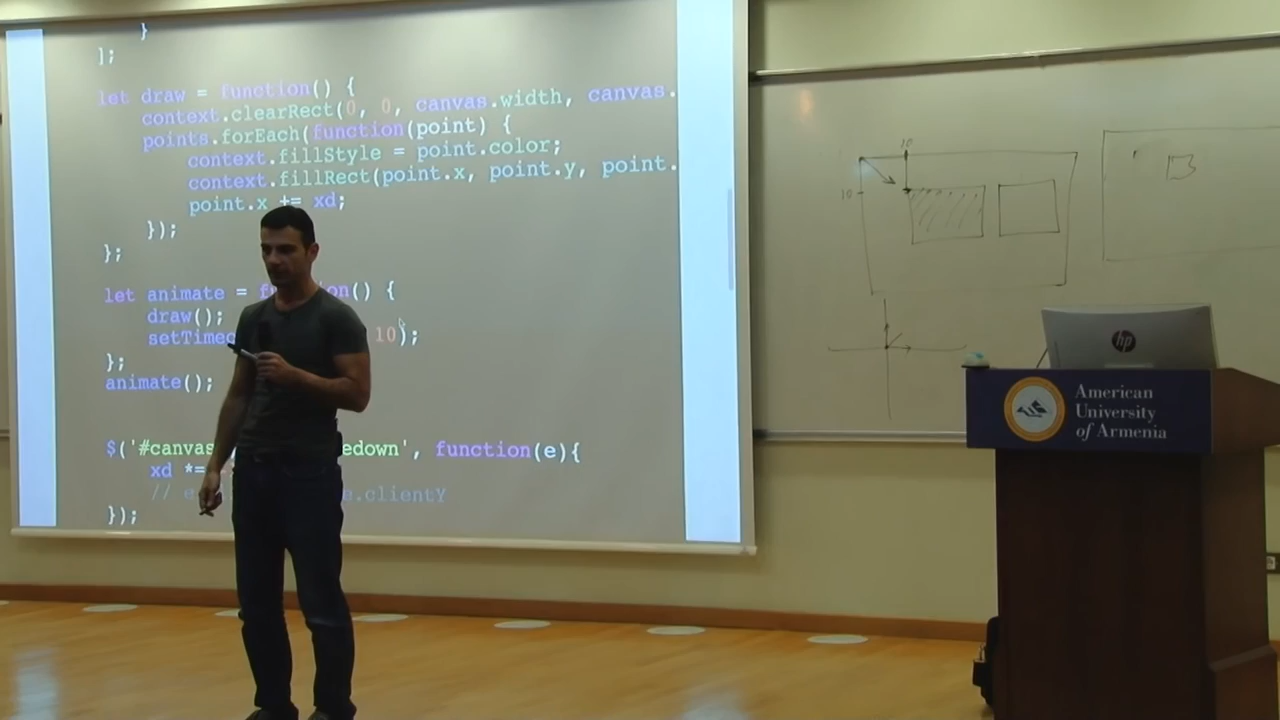 }
];
let draw = function() {
context.clearRect(0, 0, canvas.width, canvas.
points.forEach(function(point) {
context.fillStyle = point.color;
context.fillRect(point.x, point.y, point.
point.x += xd;
});
};
let animate = function() {
draw();
10);
};
animate();
$('#canvas edown', function(e){
xd *=
// e e.clientY
});
10
10
hp
American
University
of Armenia